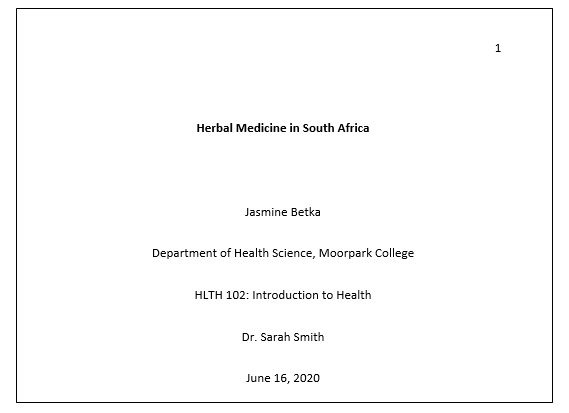 1
Herbal Medicine in South Africa
Jasmine Betka
Department of Health Science, Moorpark College
HLTH 102: Introduction to Health
Dr. Sarah Smith
June 16, 2020